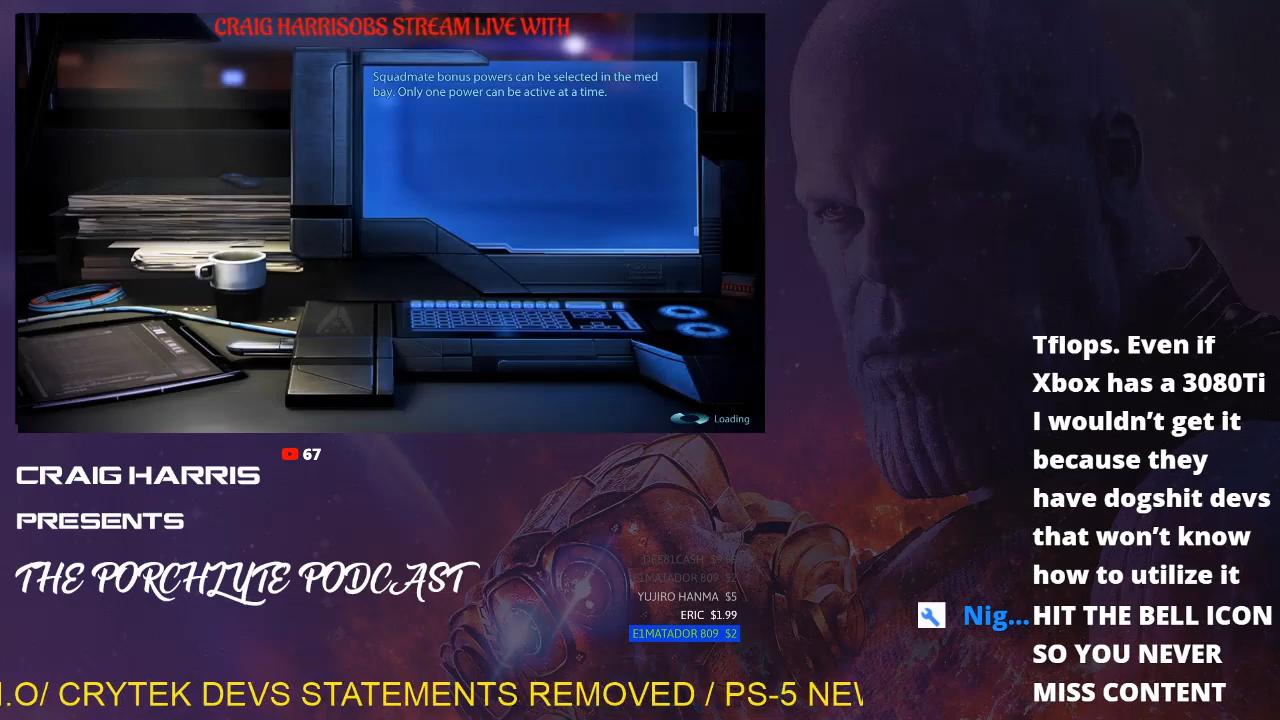 CRAIG HARRISOBS STREAM LIVE WITH
Squadmate bonus powers can be selected in the med
bay. Only one power can be active at a time.
Loading
67
CRAIG HARRIS
PRESENTS
THE PORCHLYTE PODCAST
E1MATADOR 809 $2
YUJIRO HANMA $5
ERIC $1.99
E1MATADOR 809 $2
Tflops. Even if
Xbox has a 3080Ti
I wouldn’t get it
because they
have dogshit devs
that won’t know
how to utilize it
Nig... HIT THE BELL ICON
SO YOU NEVER
MISS CONTENT
.O/ CRYTEK DEVS STATEMENTS REMOVED / PS-5